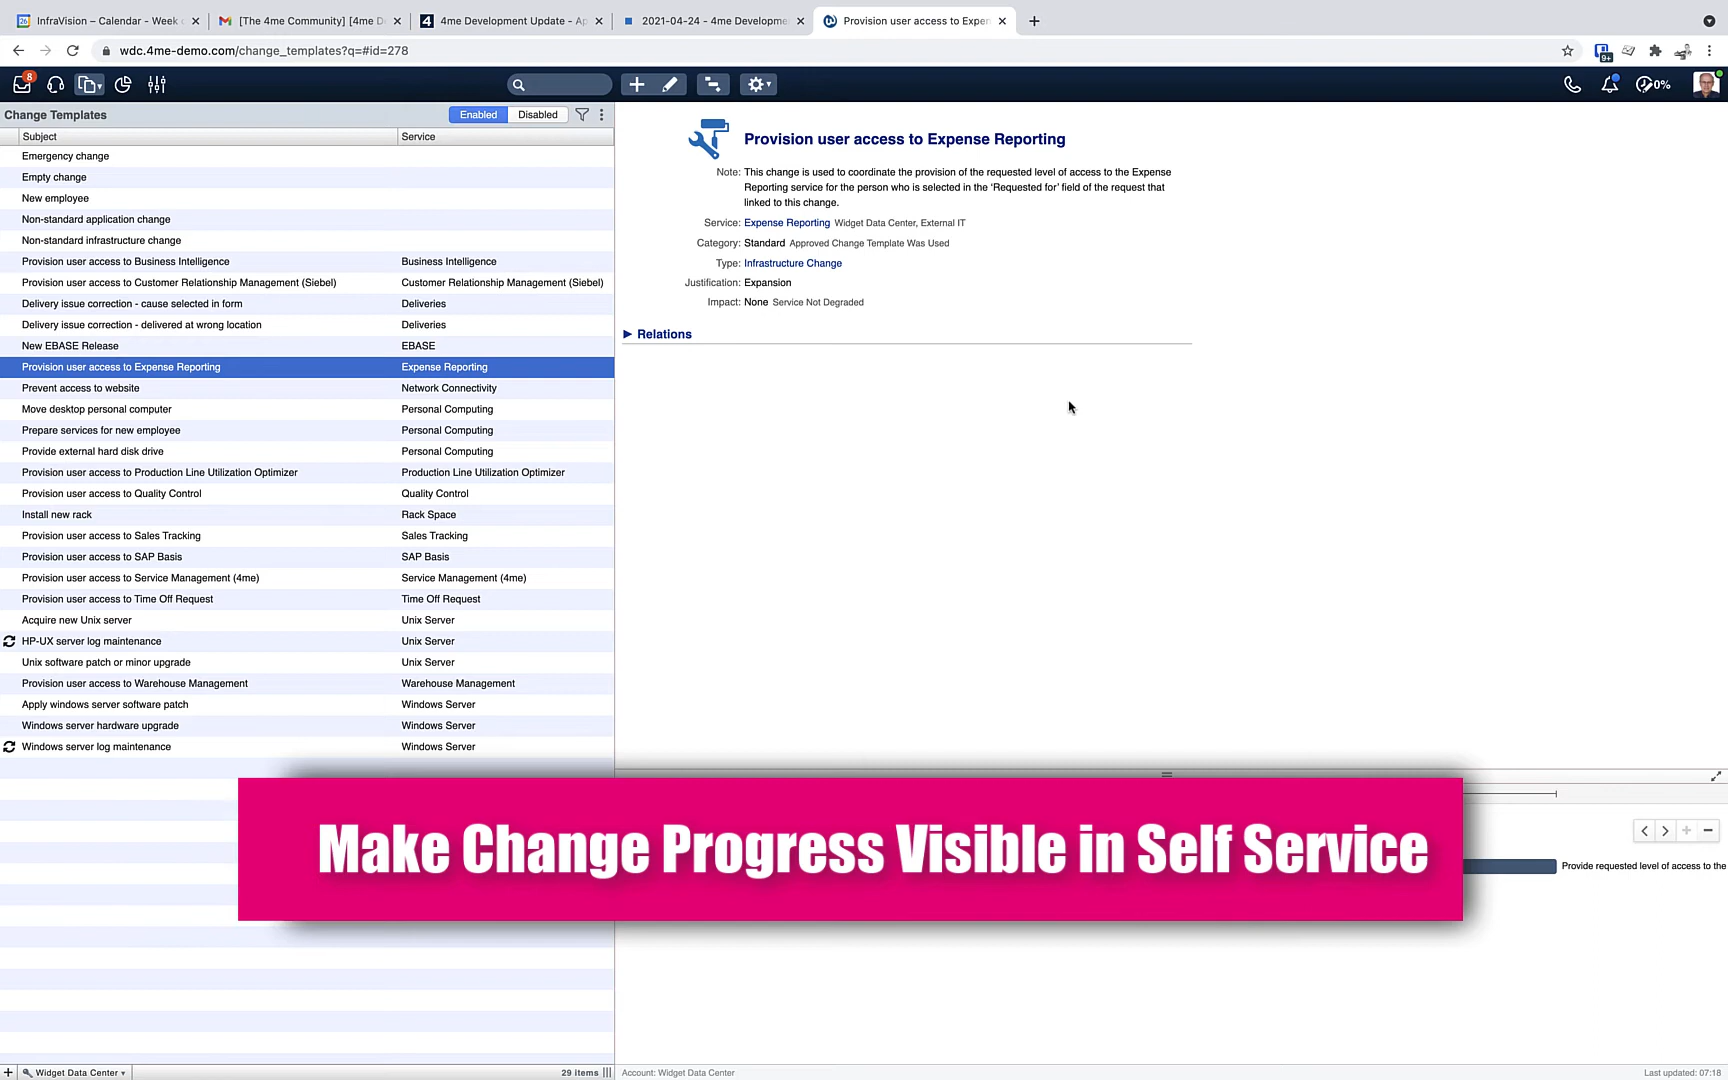 InfraVision – Calendar - Week
[The 4me Community] [4me D
4me Development Update - Ap
2021-04-24 - 4me Developme
Provision user access to Expen
wdc.4me-demo.com/change_templates?q=#id=278
9+
8
0%
Change Templates
Enabled
Disabled
Subject
Service
Emergency change
Empty change
New employee
Non-standard application change
Non-standard infrastructure change
Provision user access to Business Intelligence Business Intelligence
Provision user access to Customer Relationship Management (Siebel) Customer Relationship Management (Siebel)
Delivery issue correction - cause selected in form Deliveries
Delivery issue correction - delivered at wrong location Deliveries
New EBASE Release EBASE
Provision user access to Expense Reporting Expense Reporting
Prevent access to website Network Connectivity
Move desktop personal computer Personal Computing
Prepare services for new employee Personal Computing
Provide external hard disk drive Personal Computing
Provision user access to Production Line Utilization Optimizer Production Line Utilization Optimizer
Provision user access to Quality Control Quality Control
Install new rack Rack Space
Provision user access to Sales Tracking Sales Tracking
Provision user access to SAP Basis SAP Basis
Provision user access to Service Management (4me) Service Management (4me)
Provision user access to Time Off Request Time Off Request
Acquire new Unix server Unix Server
HP-UX server log maintenance Unix Server
Unix software patch or minor upgrade Unix Server
Provision user access to Warehouse Management Warehouse Management
Apply windows server software patch Windows Server
Windows server hardware upgrade Windows Server
Windows server log maintenance Windows Server
Provision user access to Expense Reporting
Note: This change is used to coordinate the provision of the requested level of access to the Expense
Reporting service for the person who is selected in the ‘Requested for’ field of the request that
linked to this change.
Service: Expense Reporting Widget Data Center, External IT
Category: Standard Approved Change Template Was Used
Type: Infrastructure Change
Justification: Expansion
Impact: None Service Not Degraded
Relations
Make Change Progress Visible in Self Service
Provide requested level of access to the
Widget Data Center
29 items
Account: Widget Data Center
Last updated: 07:18